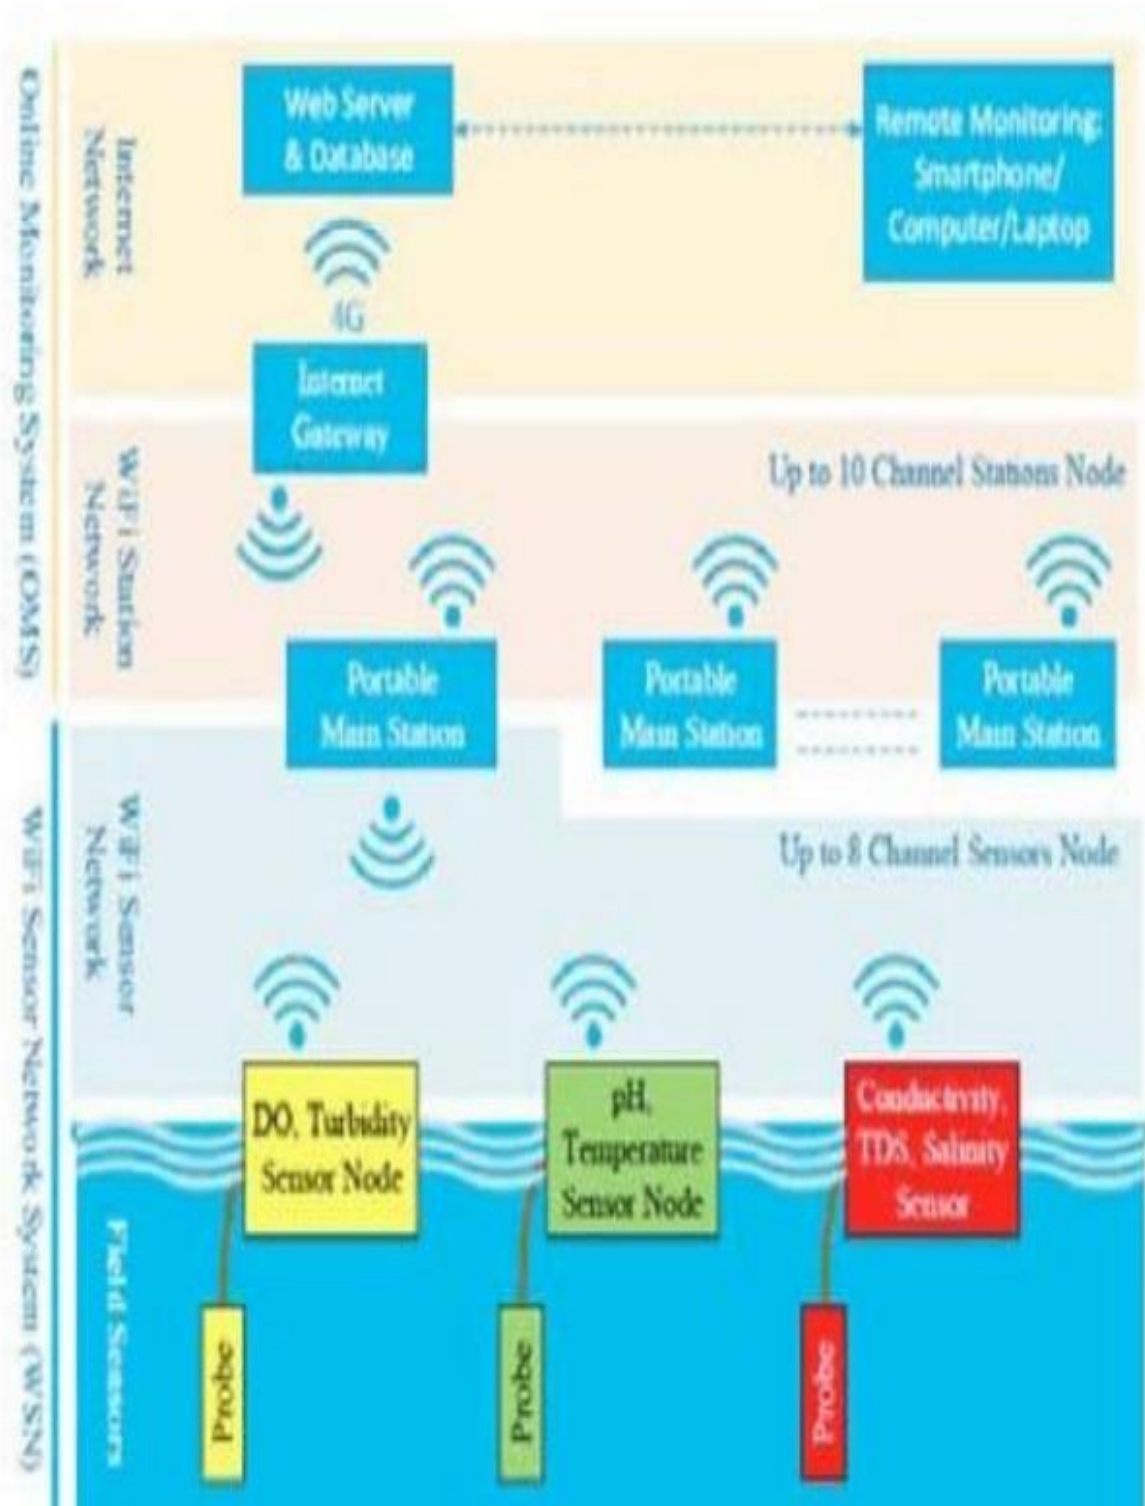 Online Monitoring System (OMS)
Internet
Network
Web Server
& Database
Remote Monitoring:
Smartphone/
Computer/Laptop
4G
Internet
Gateway
WiFi Station
Network
Up to 10 Channel Stations Node
Portable
Main Station
Portable
Main Station
Portable
Main Station
WiFi Sensor Network System (WSN)
WiFi Sensor
Network
Up to 8 Channel Sensors Node
DO, Turbidity
Sensor Node
pH,
Temperature
Sensor Node
Conductivity,
TDS, Salinity
Sensor
Field Sensors
Probe
Probe
Probe